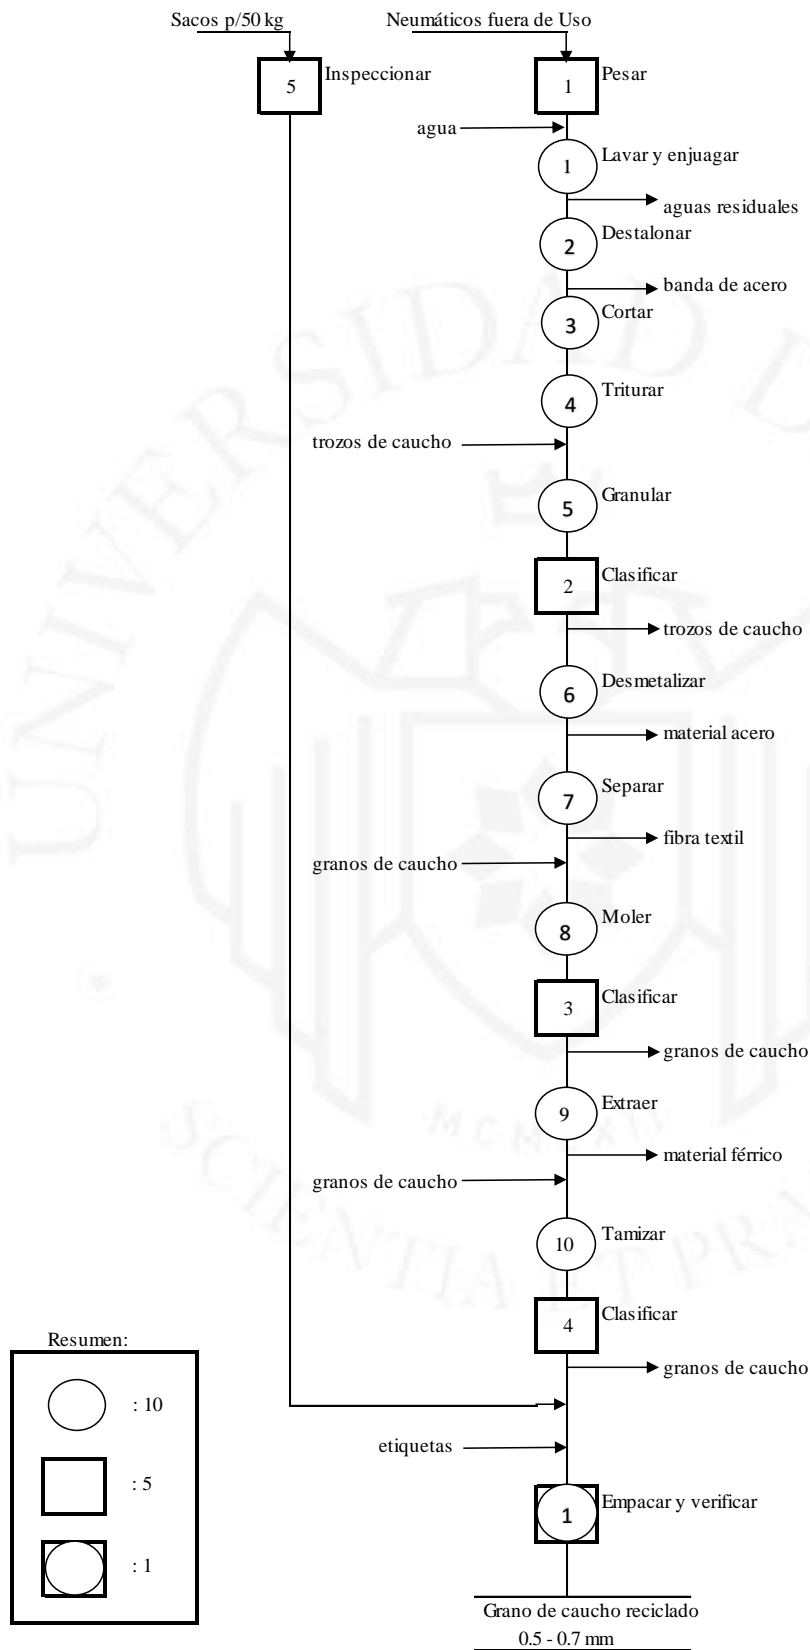 Sacos p/50 kg
Neumáticos fuera de Uso
5
Inspeccionar
1
Pesar
agua
1
Lavar y enjuagar
aguas residuales
2
Destalonar
banda de acero
3
Cortar
4
Triturar
trozos de caucho
5
Granular
2
Clasificar
trozos de caucho
6
Desmetalizar
material acero
7
Separar
fibra textil
granos de caucho
8
Moler
3
Clasificar
granos de caucho
9
Extraer
material férrico
granos de caucho
10
Tamizar
4
Clasificar
granos de caucho
etiquetas
1
Empacar y verificar
Grano de caucho reciclado
0.5 - 0.7 mm
Resumen:
: 10
: 5
: 1
UNIVERSIDAD D
SCIENTIA ET PRA